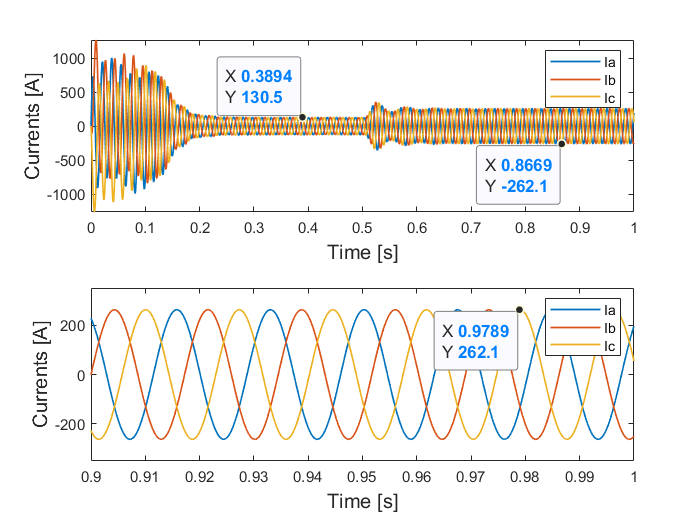 1000
500
0
-500
-1000
Currents [A]
X 0.3894
Y 130.5
Ia
Ib
Ic
X 0.8669
Y -262.1
0 0.1 0.2 0.3 0.4 0.5 0.6 0.7 0.8 0.9 1
Time [s]
200
0
-200
Currents [A]
X 0.9789
Y 262.1
Ia
Ib
Ic
0.9 0.91 0.92 0.93 0.94 0.95 0.96 0.97 0.98 0.99 1
Time [s]